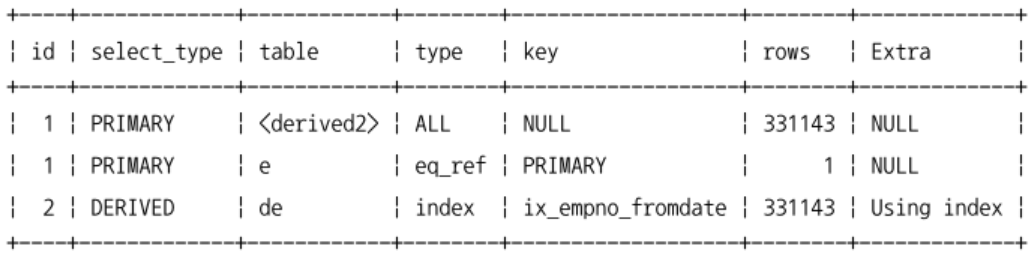 +----+-------------+------------+--------+-------------------+--------+-------------+
| id | select_type | table      | type   | key               | rows   | Extra       |
+----+-------------+------------+--------+-------------------+--------+-------------+
|  1 | PRIMARY     | <derived2> | ALL    | NULL              | 331143 | NULL        |
|  1 | PRIMARY     | e          | eq_ref | PRIMARY           |      1 | NULL        |
|  2 | DERIVED     | de         | index  | ix_empno_fromdate | 331143 | Using index |
+----+-------------+------------+--------+-------------------+--------+-------------+